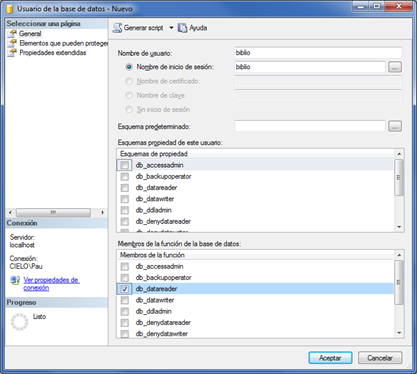 Usuario de la base de datos - Nuevo
Seleccionar una página
General
Elementos que pueden proteger
Propiedades extendidas
Generar script
Ayuda
Nombre de usuario:
biblio
Nombre de inicio de sesión:
biblio
...
Nombre de certificado:
Nombre de clave:
Sin inicio de sesión
Esquema predeterminado:
...
Esquemas propiedad de este usuario:
Esquemas de propiedad
db_accessadmin
db_backupoperator
db_datareader
db_datawriter
db_ddladmin
db_denydatareader
db_denydatawriter
Conexión
Servidor:
localhost
Conexión:
CIELO\Pau
Ver propiedades de
conexión
Progreso
Listo
Miembros de la función de la base de datos:
Miembros de la función
db_accessadmin
db_backupoperator
db_datareader
db_datawriter
db_ddladmin
db_denydatareader
db_denydatawriter
Aceptar
Cancelar